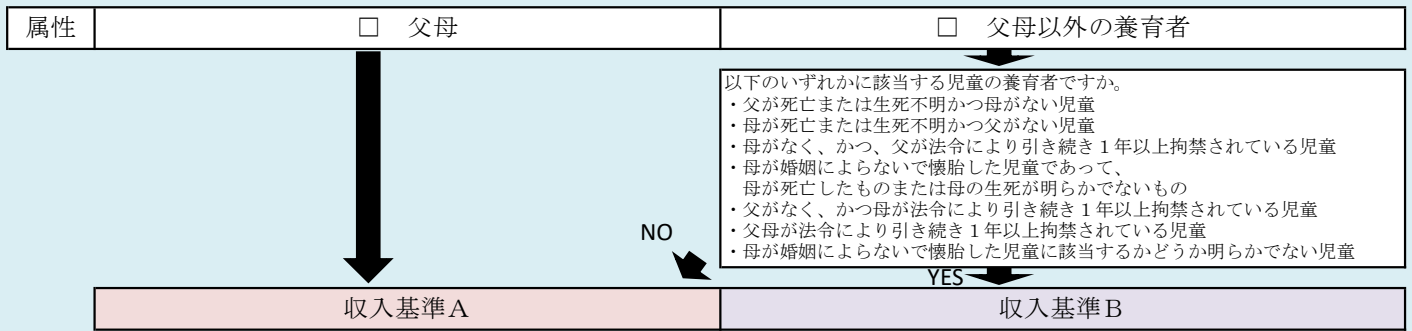 属性
□ 父母
□ 父母以外の養育者
以下のいずれかに該当する児童の養育者ですか。
・父が死亡または生死不明かつ母がない児童
・母が死亡または生死不明かつ父がない児童
・母がなく、かつ、父が法令により引き続き１年以上拘禁されている児童
・母が婚姻によらないで懐胎した児童であって、
母が死亡したものまたは母の生死が明らかでないもの
・父がなく、かつ母が法令により引き続き１年以上拘禁されている児童
・父母が法令により引き続き１年以上拘禁されている児童
・母が婚姻によらないで懐胎した児童に該当するかどうか明らかでない児童
NO
YES
収入基準Ａ
収入基準Ｂ